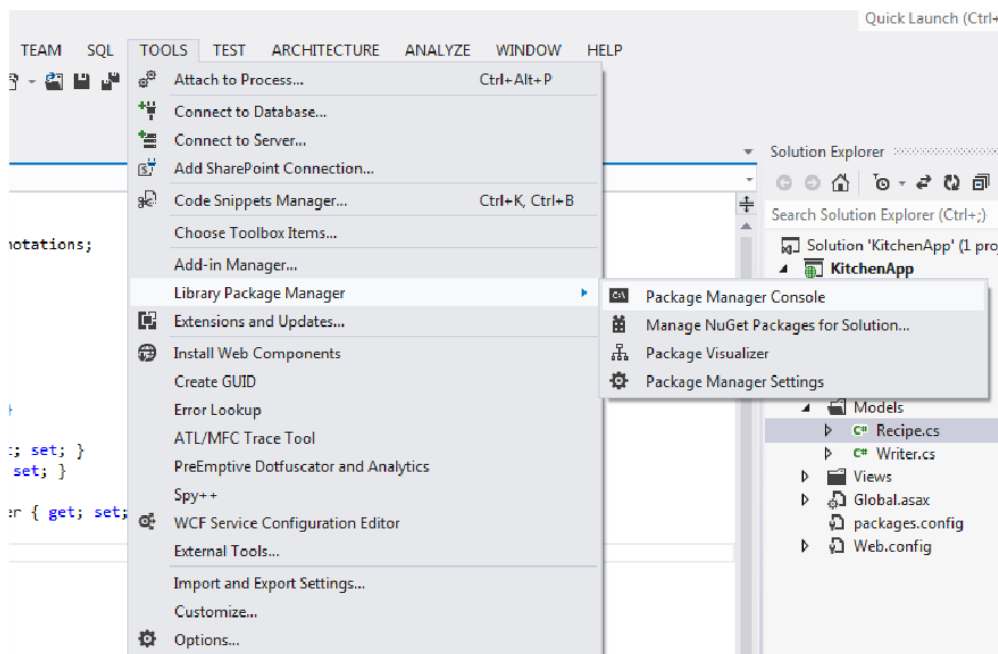 Quick Launch (Ctrl+
TEAM SQL TOOLS TEST ARCHITECTURE ANALYZE WINDOW HELP
Attach to Process... Ctrl+Alt+P
Connect to Database...
Connect to Server...
Add SharePoint Connection...
Code Snippets Manager... Ctrl+K, Ctrl+B
Choose Toolbox Items...
Add-in Manager...
Library Package Manager
Extensions and Updates...
Install Web Components
Create GUID
Error Lookup
ATL/MFC Trace Tool
PreEmptive Dotfuscator and Analytics
Spy++
WCF Service Configuration Editor
External Tools...
Import and Export Settings...
Customize...
Options...
Package Manager Console
Manage NuGet Packages for Solution...
Package Visualizer
Package Manager Settings
notations;
}
; set; }
set; }
er { get; set;
Solution Explorer
Search Solution Explorer (Ctrl+;)
Solution 'KitchenApp' (1 pro
KitchenApp
Models
C# Recipe.cs
C# Writer.cs
Views
Global.asax
packages.config
Web.config